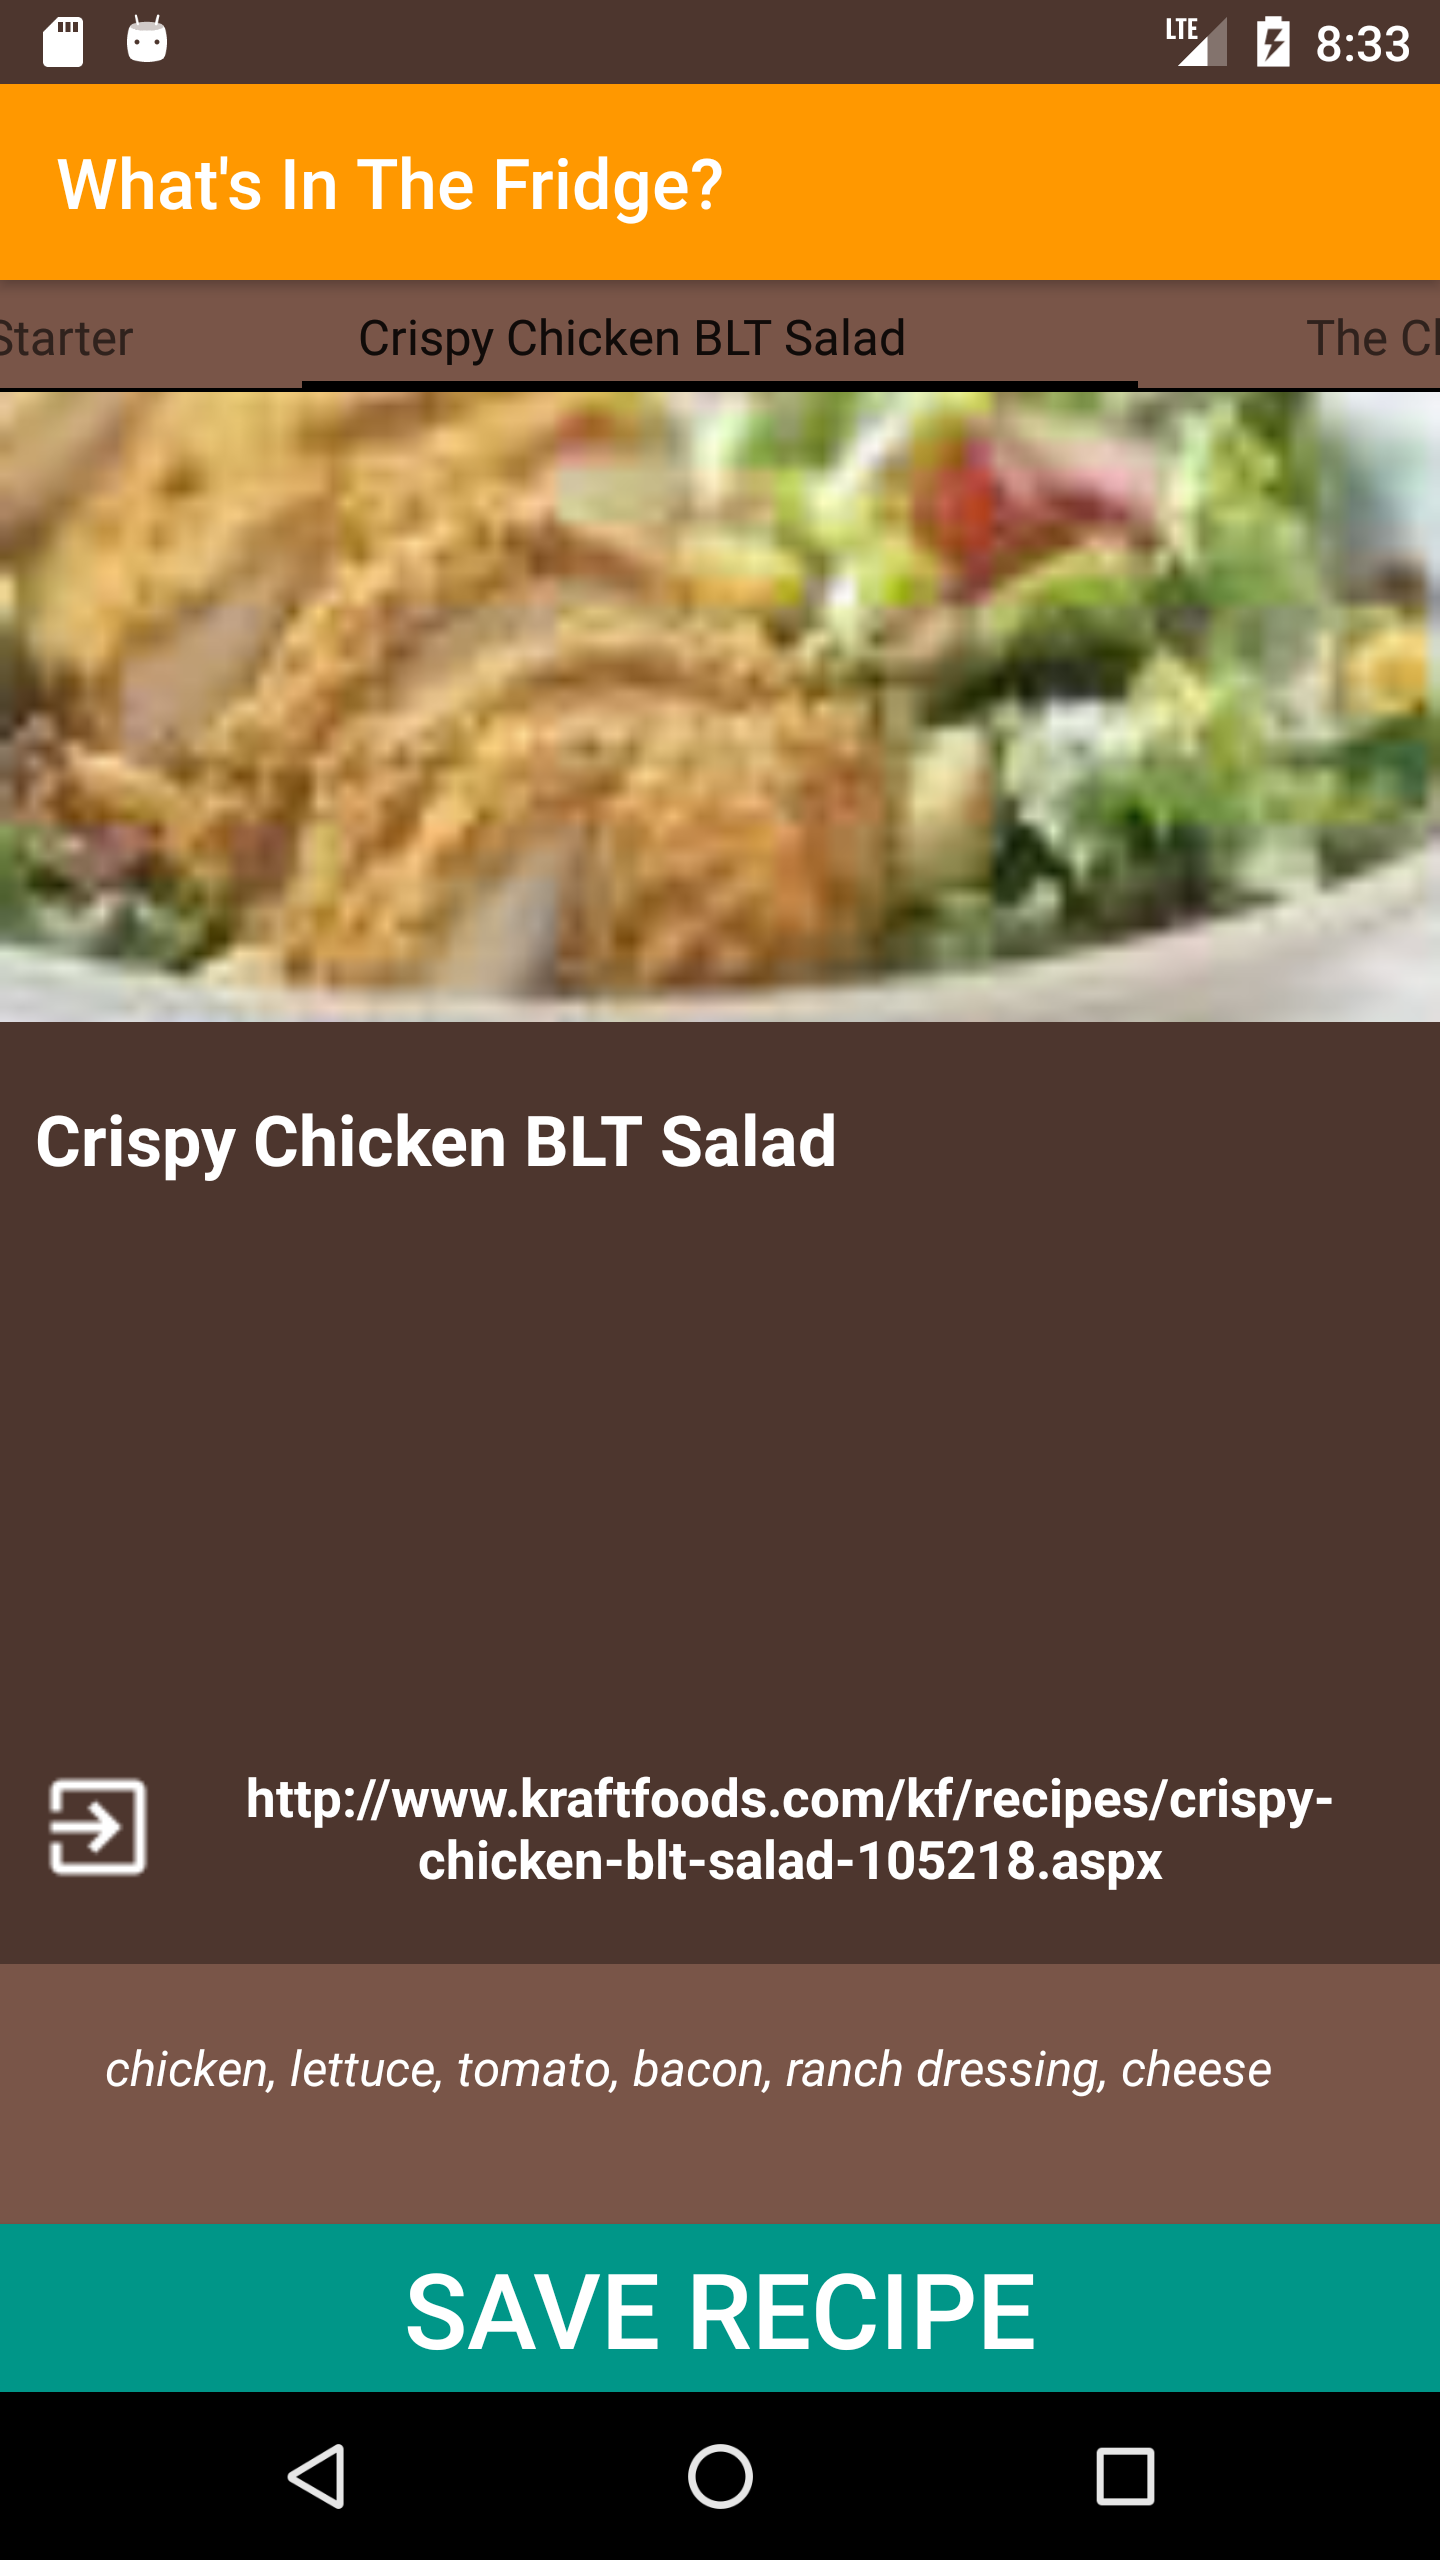 LTE 8:33
What's In The Fridge?
Starter Crispy Chicken BLT Salad The
Crispy Chicken BLT Salad
http://www.kraftfoods.com/kf/recipes/crispy-
chicken-blt-salad-105218.aspx
chicken, lettuce, tomato, bacon, ranch dressing, cheese
SAVE RECIPE